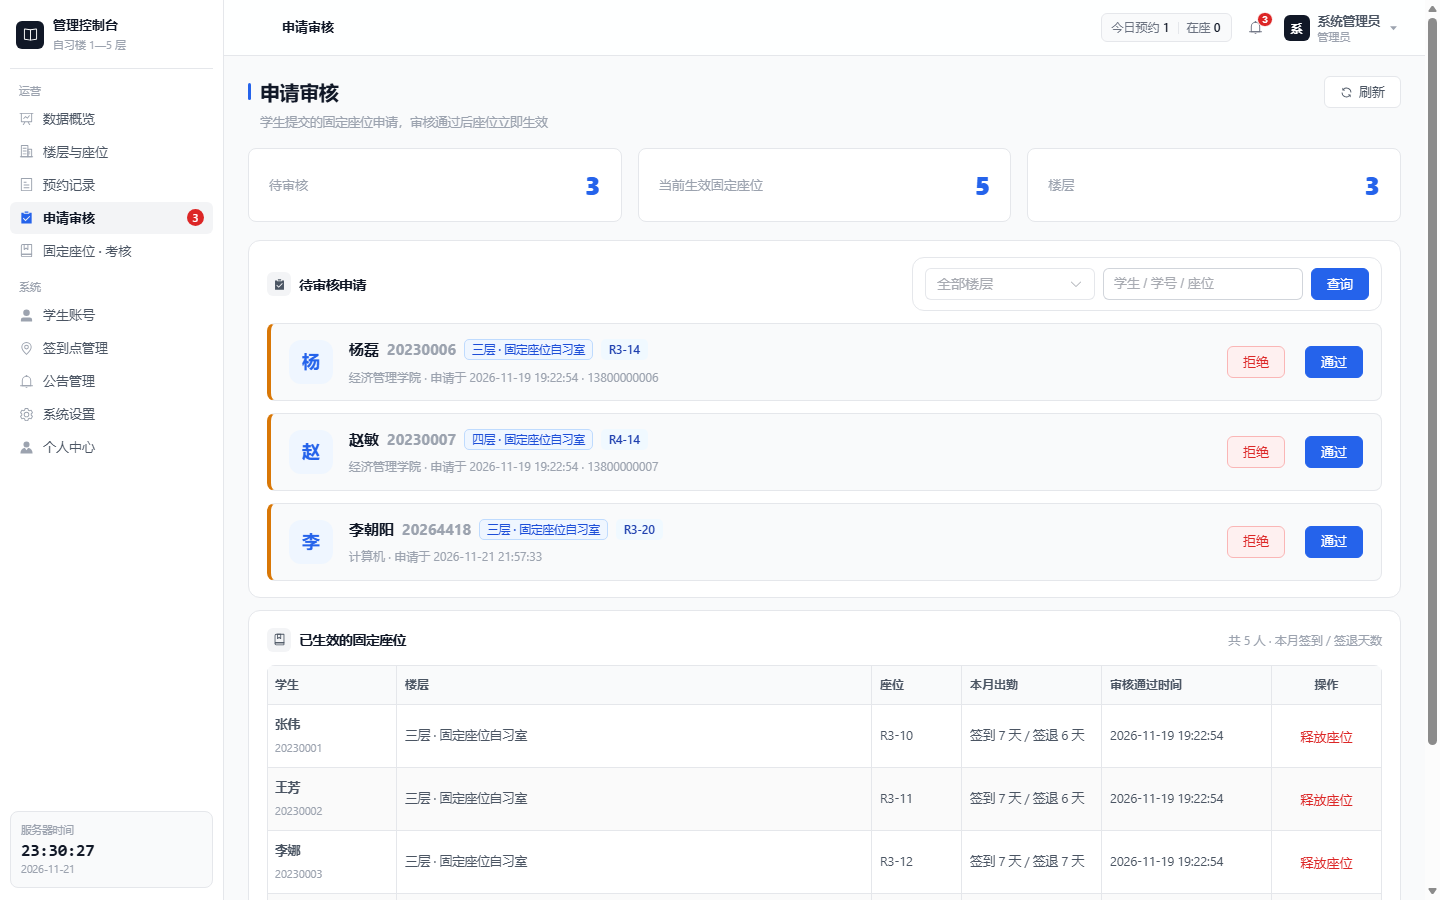 管理控制台
自习楼 1—5 层
运营
数据概览
楼层与座位
预约记录
申请审核 3
固定座位 · 考核
系统
学生账号
签到点管理
公告管理
系统设置
个人中心
服务器时间
23:30:27
2026-11-21
申请审核
今日预约 1 在座 0
3
系
系统管理员
管理员
申请审核
学生提交的固定座位申请，审核通过后座位立即生效
刷新
待审核 3
当前生效固定座位 5
楼层 3
待审核申请
全部楼层
学生 / 学号 / 座位
查询
杨
杨磊 20230006 三层 · 固定座位自习室 R3-14
经济管理学院 · 申请于 2026-11-19 19:22:54 · 13800000006
拒绝 通过
赵
赵敏 20230007 四层 · 固定座位自习室 R4-14
经济管理学院 · 申请于 2026-11-19 19:22:54 · 13800000007
拒绝 通过
李
李朝阳 20264418 三层 · 固定座位自习室 R3-20
计算机 · 申请于 2026-11-21 21:57:33
拒绝 通过
已生效的固定座位
共 5 人 · 本月签到 / 签退天数
学生 楼层 座位 本月出勤 审核通过时间 操作
张伟
20230001
三层 · 固定座位自习室 R3-10 签到 7 天 / 签退 6 天 2026-11-19 19:22:54 释放座位
王芳
20230002
三层 · 固定座位自习室 R3-11 签到 7 天 / 签退 6 天 2026-11-19 19:22:54 释放座位
李娜
20230003
三层 · 固定座位自习室 R3-12 签到 7 天 / 签退 7 天 2026-11-19 19:22:54 释放座位